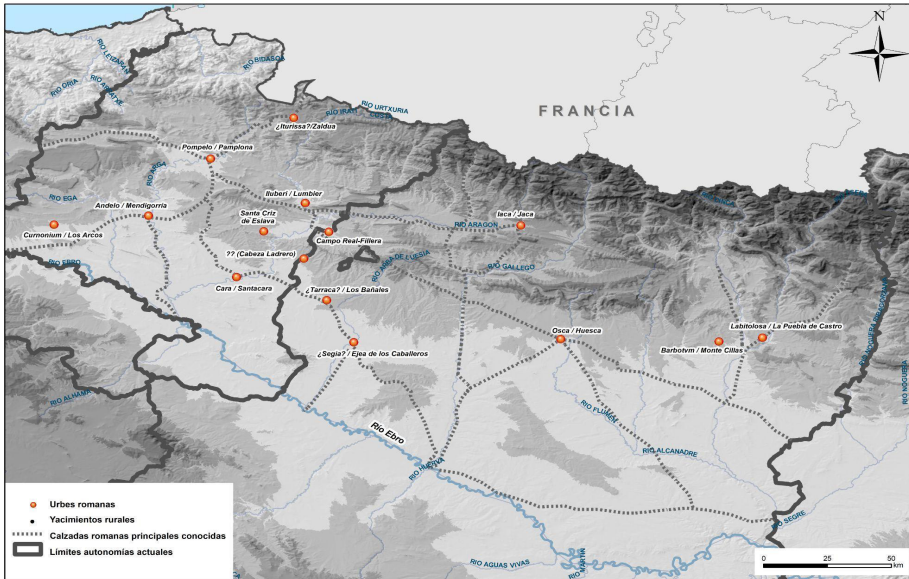 N
FRANCIA
RIO LEIZARAN
RIO BIDASOA
RIO ORIA
RIO URTXURIA
RIO IRATI
¿Iturissa?/Zaldua
Pompelo / Pamplona
RIO ARGA
RIO EGA
Iluberi / Lumbier
Andelo / Mendigorría
Santa Criz
de Eslava
Iaca / Jaca
RIO ARAGON
Curnonium / Los Arcos
Campo Real-Fillera
?? (Cabeza Ladrero)
RIO EBRO
RIO ARBA DE LUESIA
RIO GALLEGO
Cara / Santacara
¿Tarraca? / Los Bañales
Labitolosa / La Puebla de Castro
Osca / Huesca
¿Segia? / Ejea de los Caballeros
Barbotvm / Monte Cillas
RIO NOGUERA RIBAGORZANA
RIO NOGUERA
RIO ALHAMA
RIO FLUMEN
Río Ebro
RIO ALCANADRE
RIO HUERVA
RIO SEGRE
RIO AGUAS VIVAS
RIO MARTIN
Urbes romanas
Yacimientos rurales
Calzadas romanas principales conocidas
Límites autonomías actuales
0 25 50
km